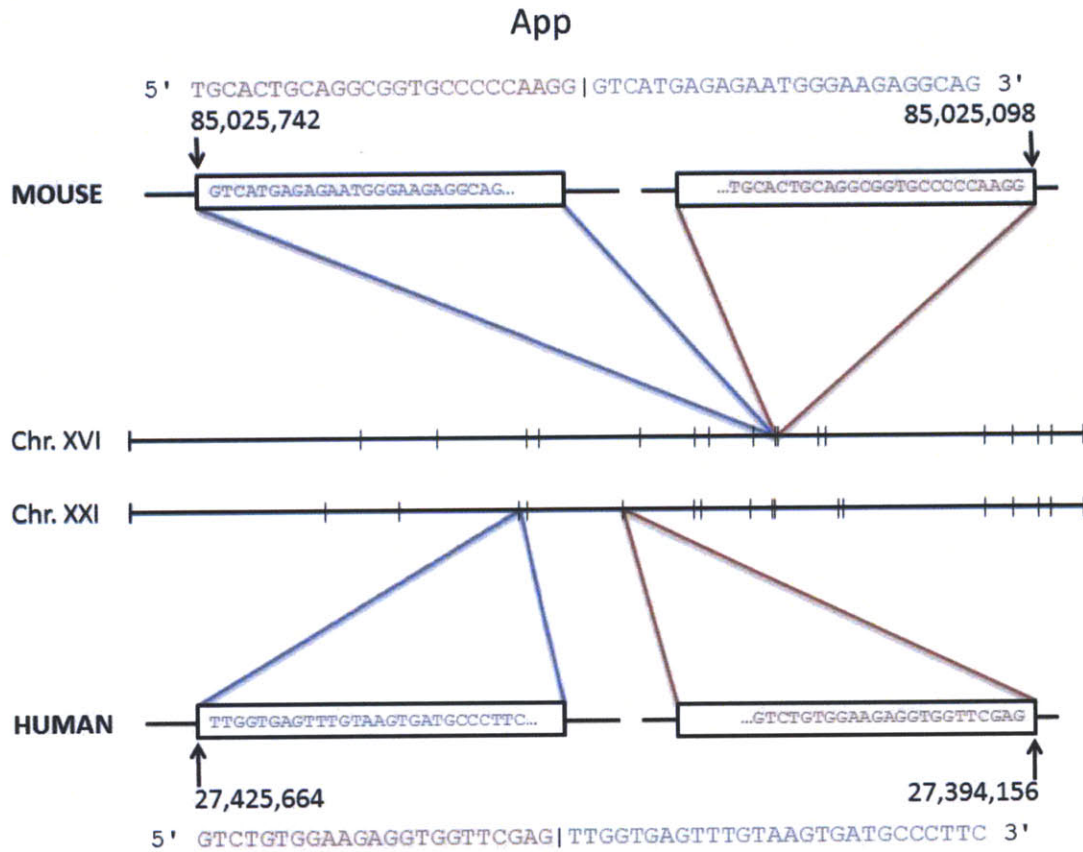 App
5' TGCACTGCAGGCGGTGCCCCCAAGG|GTCATGAGAGAATGGGAAGAGGCAG 3'
85,025,742 85,025,098
MOUSE GTCATGAGAGAATGGGAAGAGGCAG... ...TGCACTGCAGGCGGTGCCCCCAAGG
Chr. XVI
Chr. XXI
HUMAN TTGGTGAGTTTGTAAGTGATGCCCTTC... ...GTCTGTGGAAGAGGTGGTTCGAG
27,425,664 27,394,156
5' GTCTGTGGAAGAGGTGGTTCGAG|TTGGTGAGTTTGTAAGTGATGCCCTTC 3'